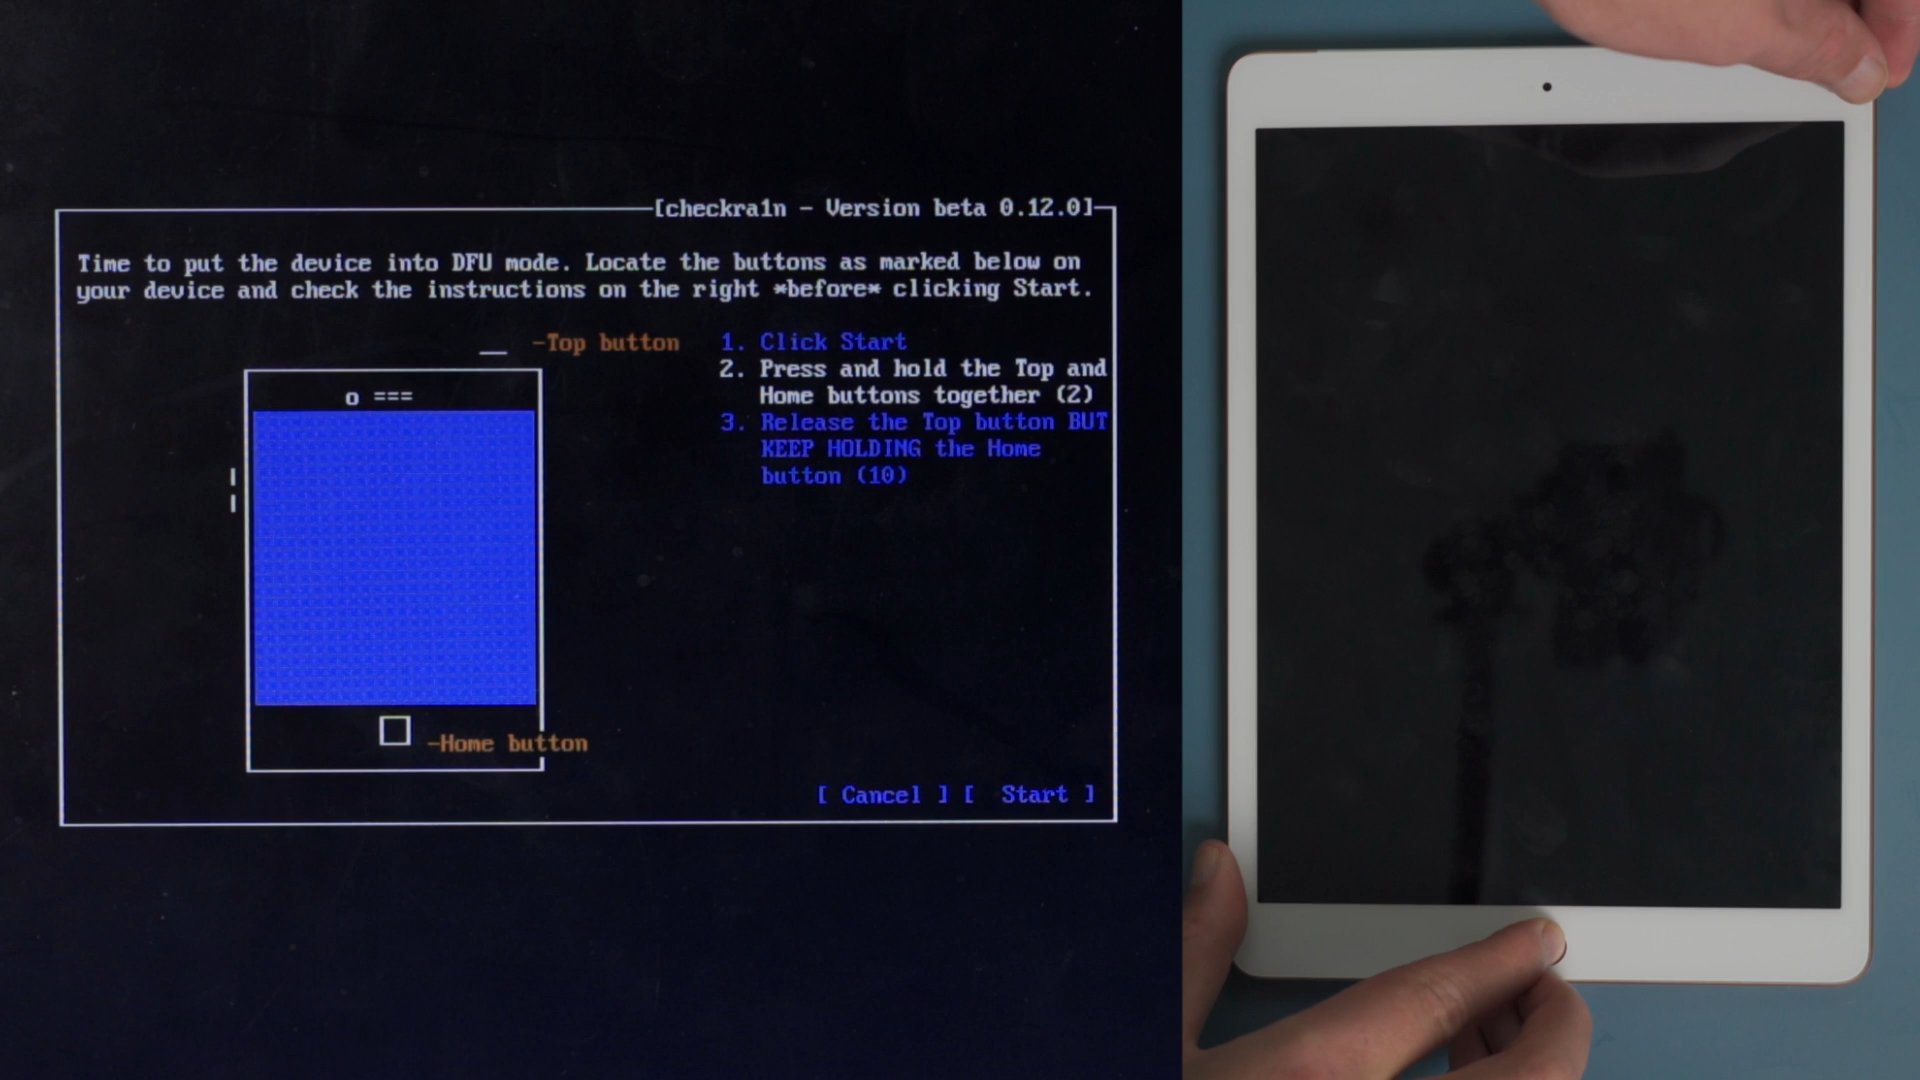 [checkra1n - Version beta 0.12.0]
Time to put the device into DFU mode. Locate the buttons as marked below on
your device and check the instructions on the right *before* clicking Start.
-Top button
1. Click Start
2. Press and hold the Top and
Home buttons together (2)
3. Release the Top button BUT
KEEP HOLDING the Home
button (10)
o ===
-Home button
[ Cancel ] [ Start ]